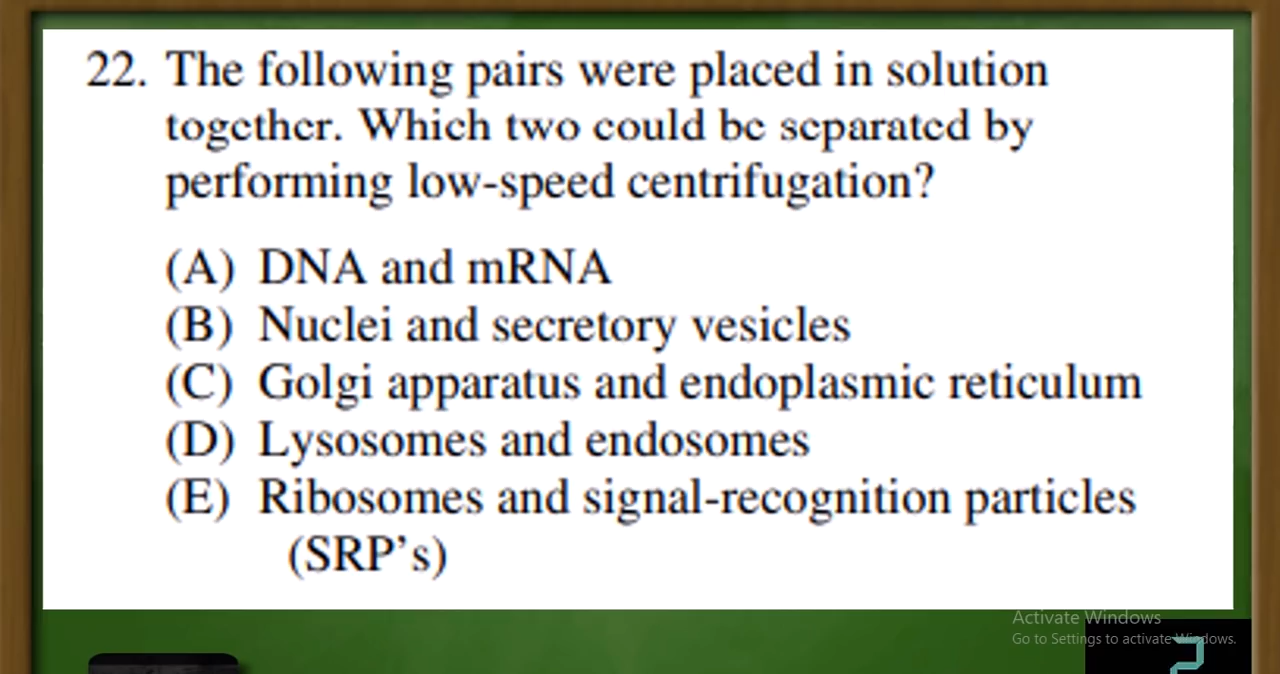 22. The following pairs were placed in solution
together. Which two could be separated by
performing low-speed centrifugation?
(A) DNA and mRNA
(B) Nuclei and secretory vesicles
(C) Golgi apparatus and endoplasmic reticulum
(D) Lysosomes and endosomes
(E) Ribosomes and signal-recognition particles
(SRP's)
Activate Windows
Go to Settings to activate Windows.